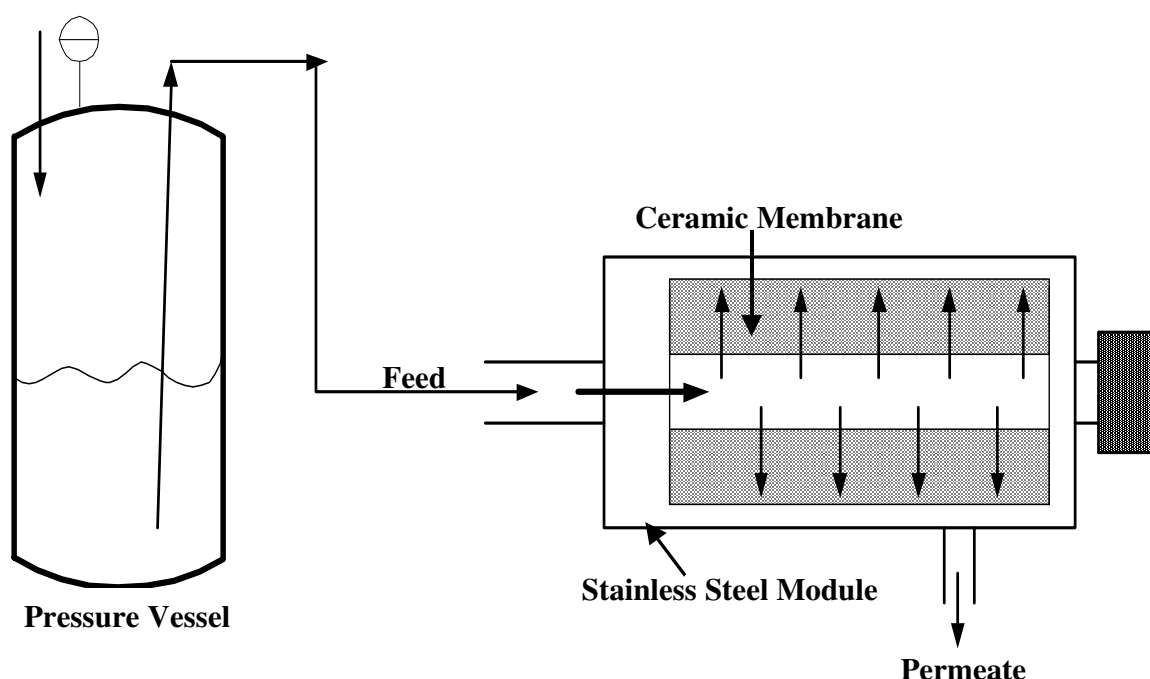 Ceramic Membrane
Feed
Stainless Steel Module
Pressure Vessel
Permeate